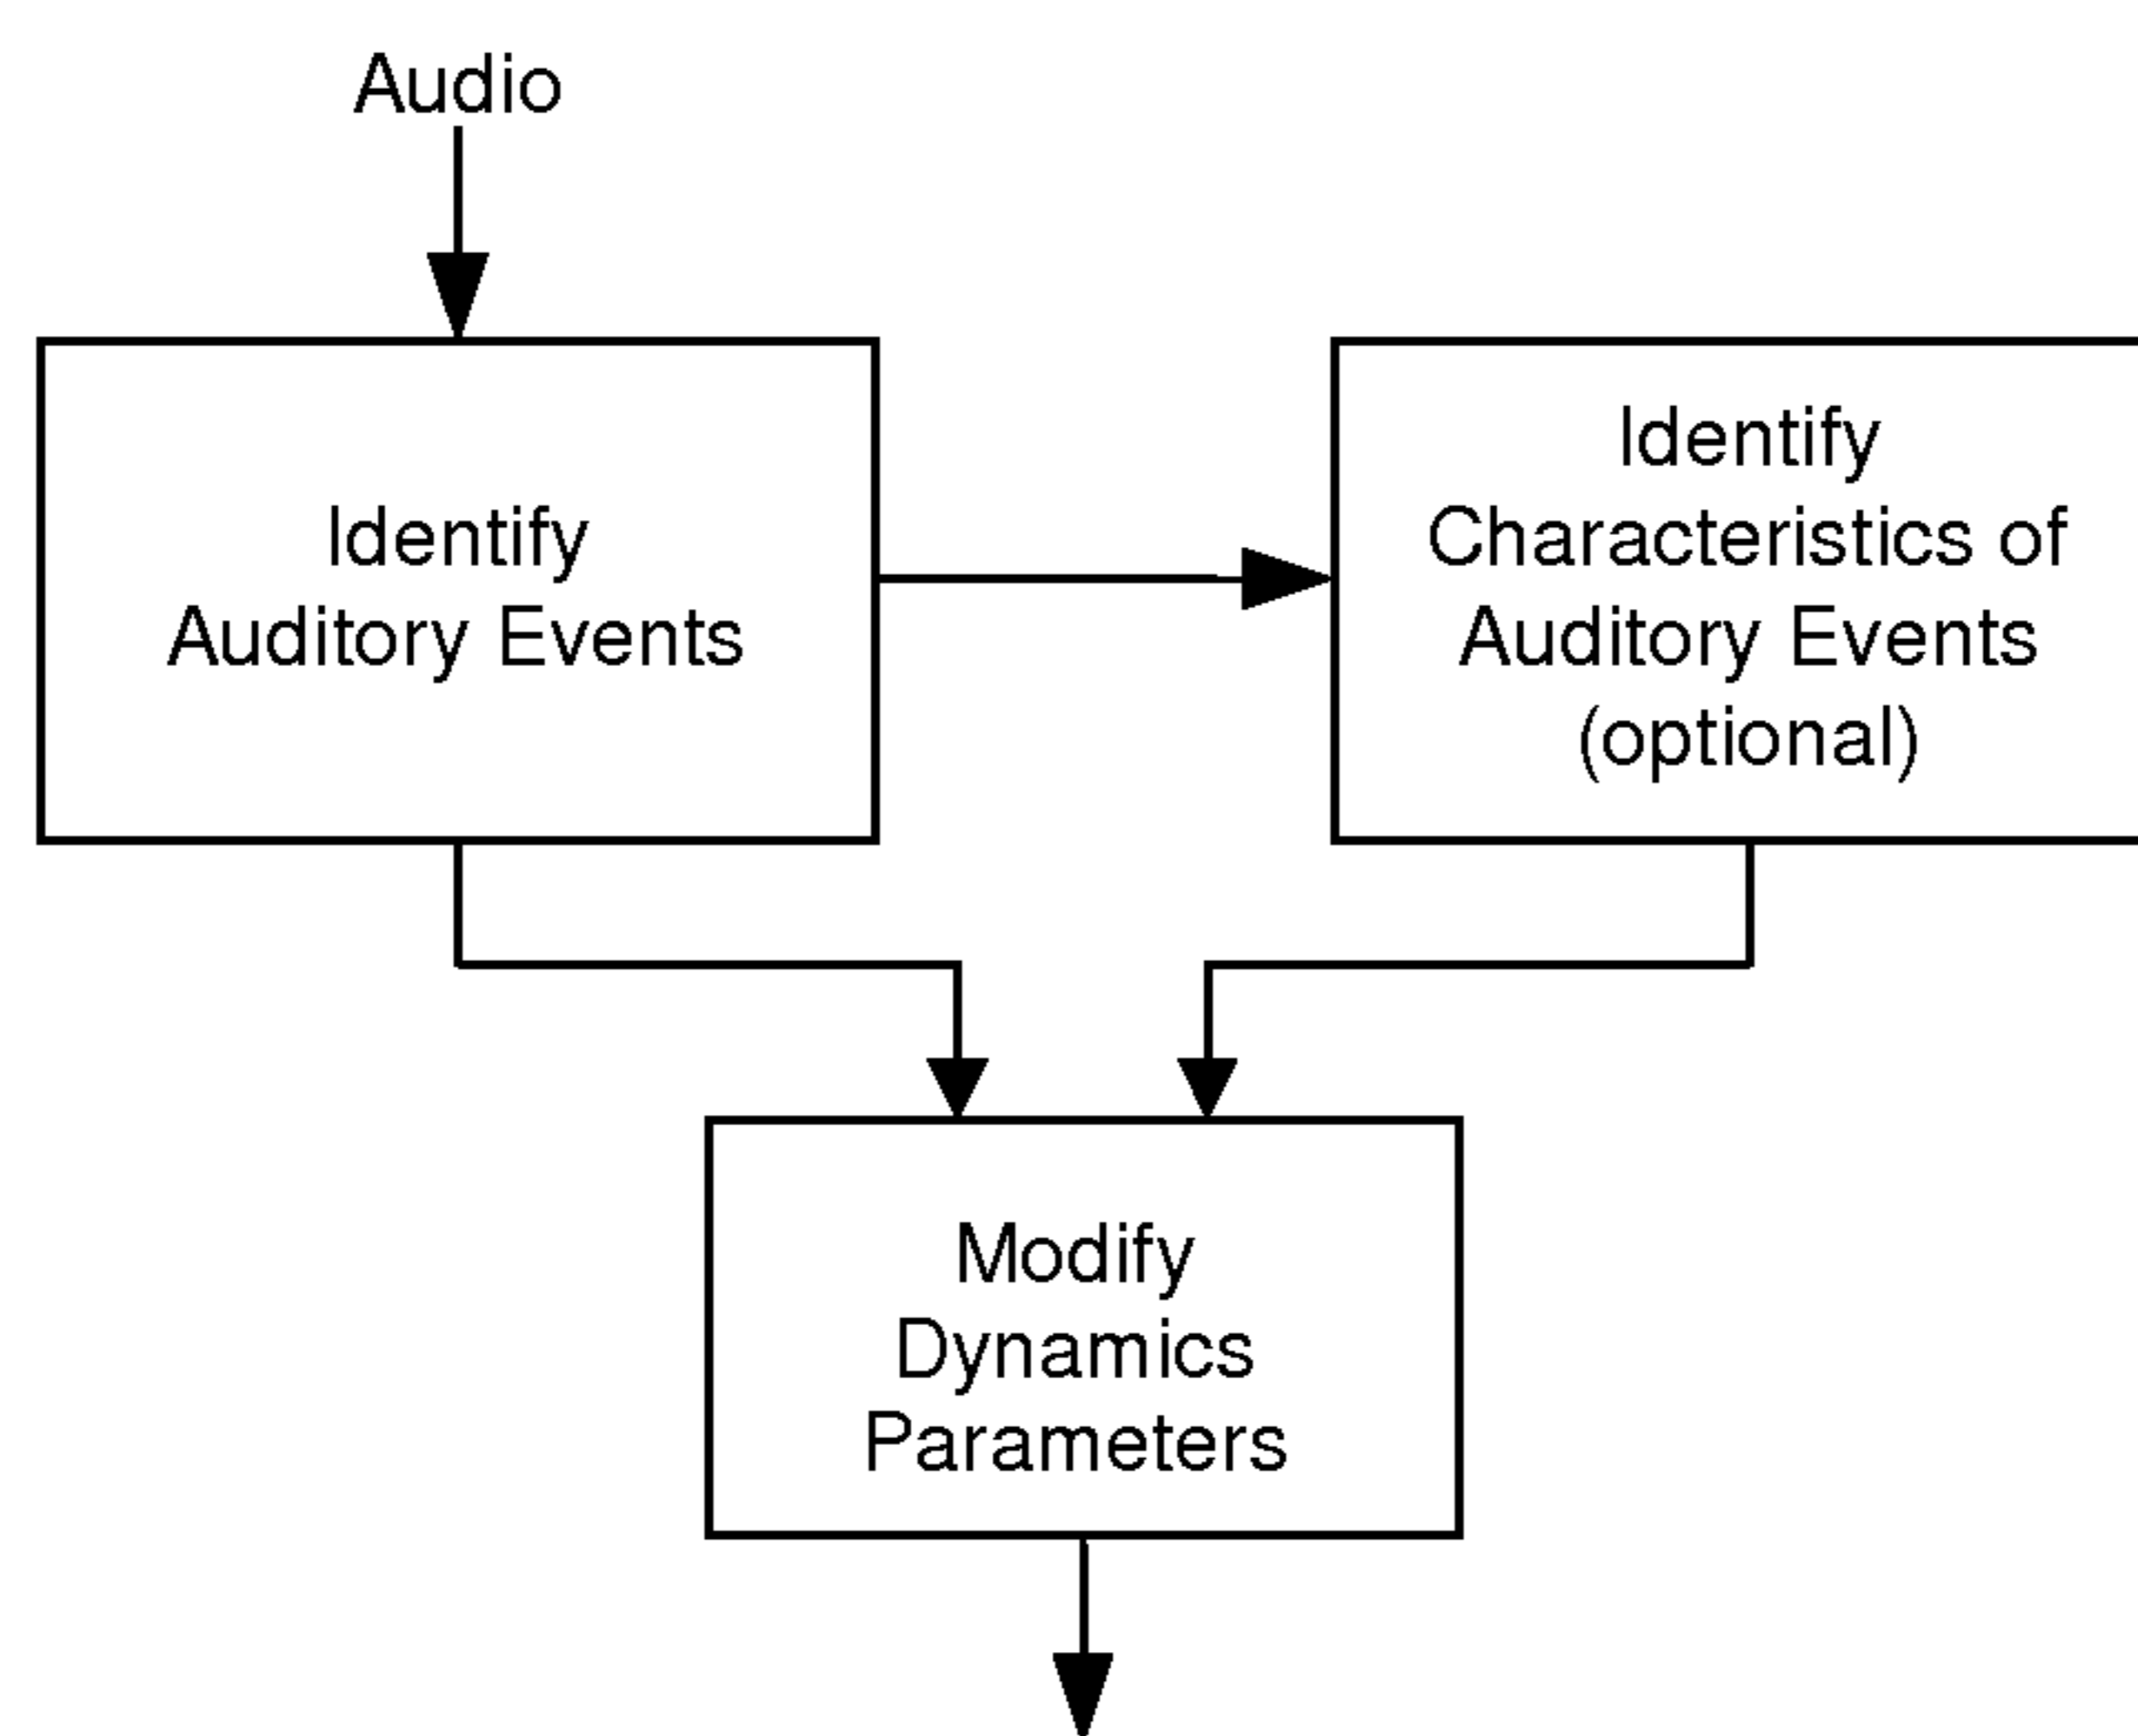 Audio
Identify
Auditory Events
Identify
Characteristics of
Auditory Events
(optional)
Modify
Dynamics
Parameters